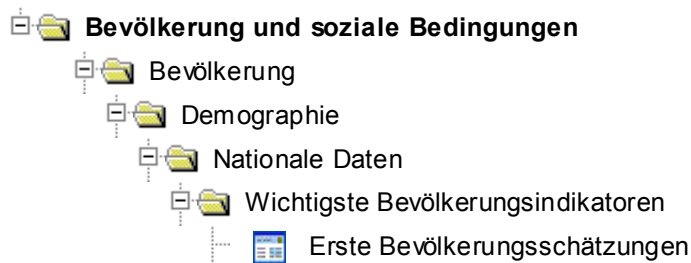 Bevölkerung und soziale Bedingungen
Bevölkerung
Demographie
Nationale Daten
Wichtigste Bevölkerungsindikatoren
Erste Bevölkerungsschätzungen